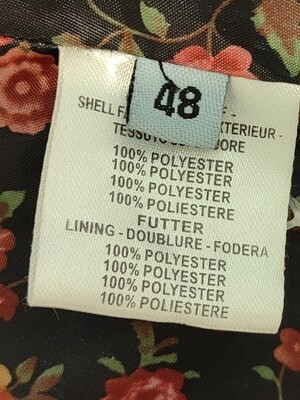 48
SHELL
XTERIEUR -
TESSUTO
100% POLYESTER
100% POLYESTER
100% POLYESTER
100% POLIESTERE
FUTTER
LINING - DOUBLURE - FODERA
100% POLYESTER
100% POLYESTER
100% POLYESTER
100% POLIESTERE